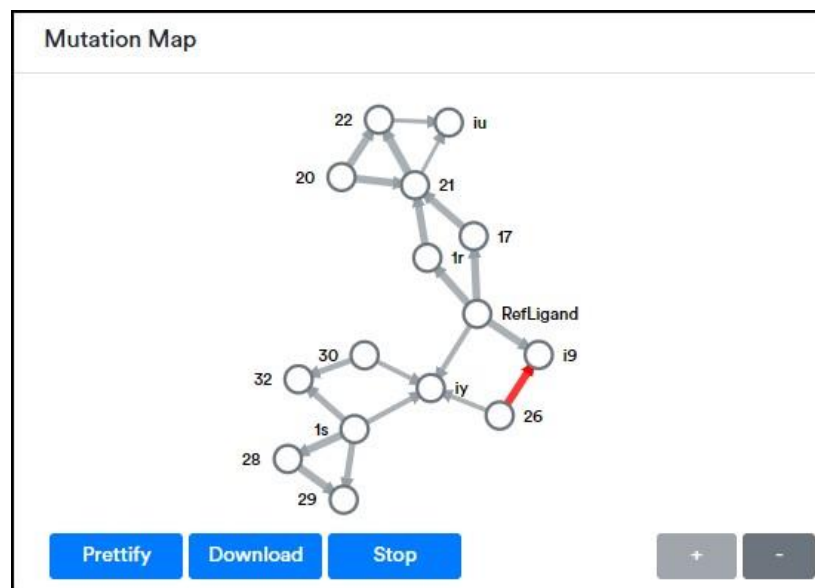 Mutation Map
22
iu
20
21
17
1r
RefLigand
30
i9
32
iy
26
1s
28
29
Prettify
Download
Stop
+
-